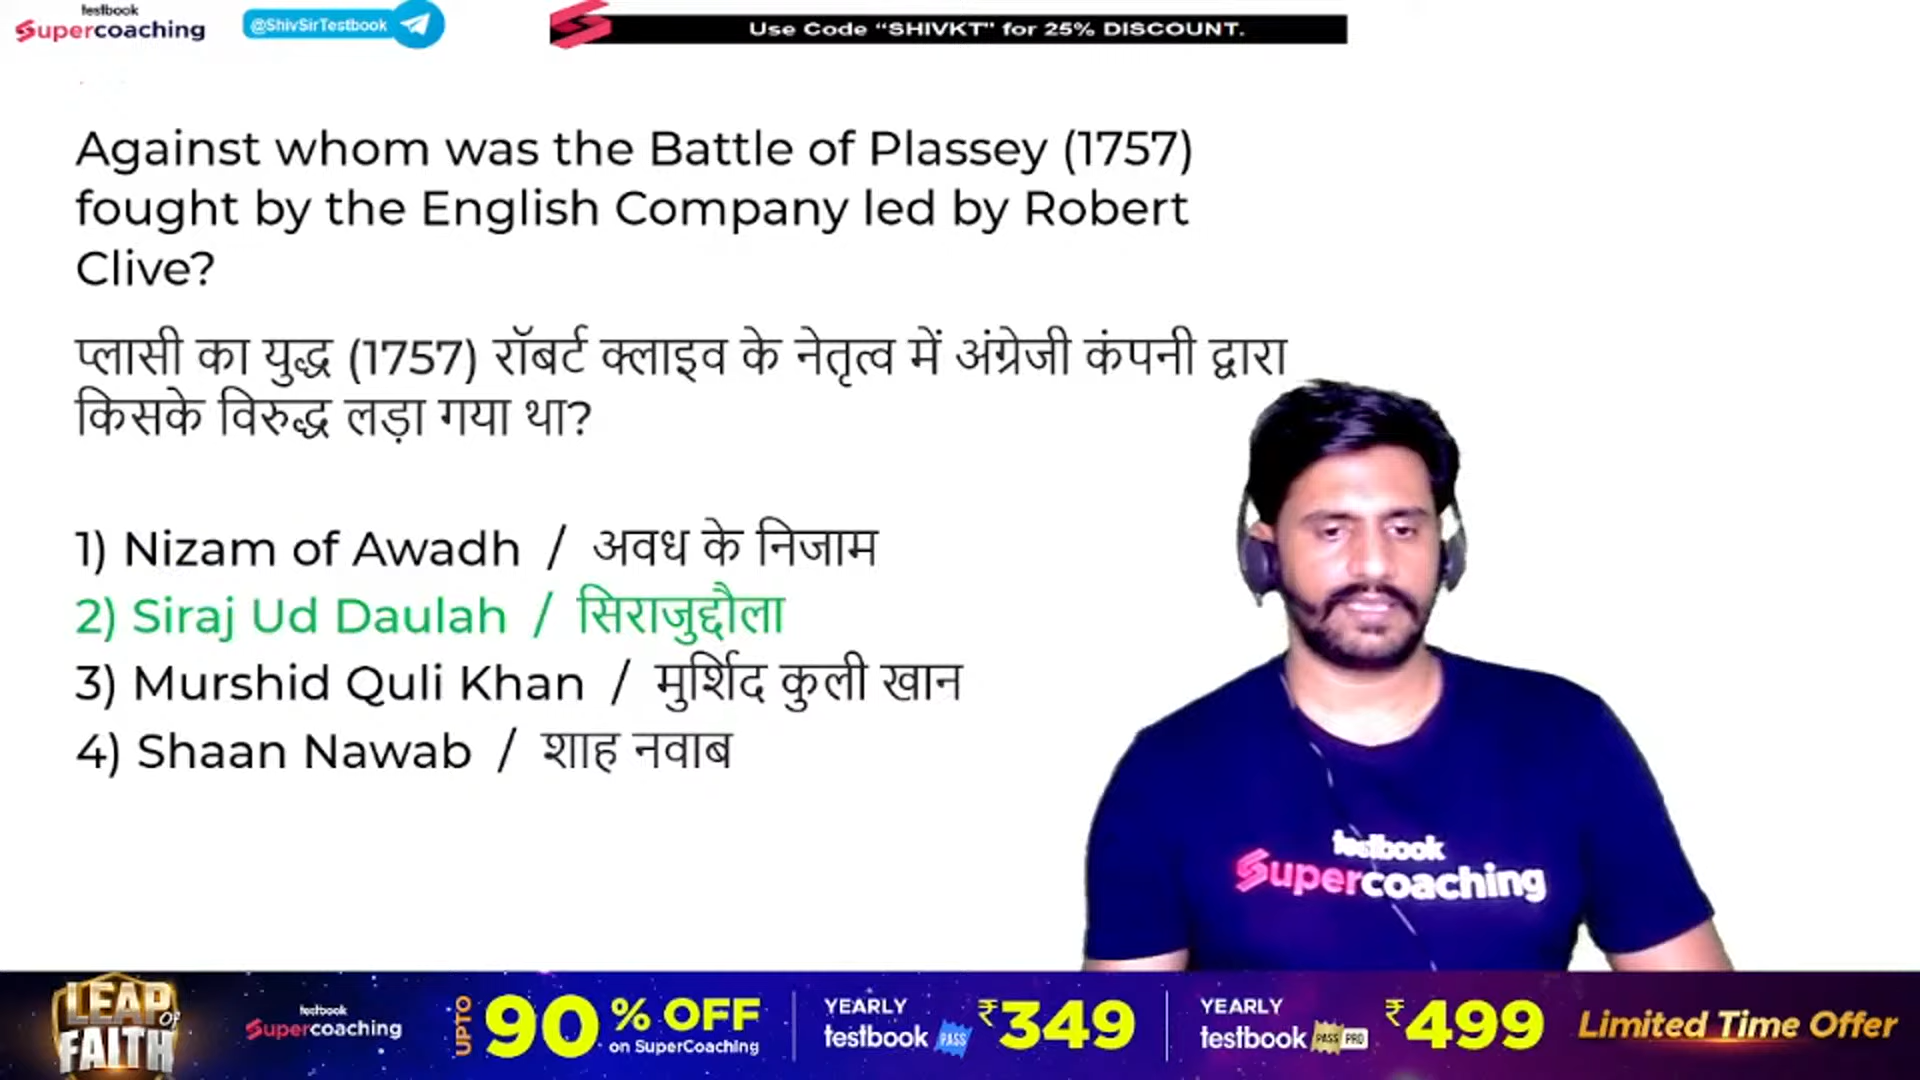 testbook
Supercoaching
@ShivSirTestbook
Use Code “SHIVKT” for 25% DISCOUNT.
Against whom was the Battle of Plassey (1757)
fought by the English Company led by Robert
Clive?
प्लासी का युद्ध (1757) रॉबर्ट क्लाइव के नेतृत्व में अंग्रेजी कंपनी द्वारा
किसके विरुद्ध लड़ा गया था?
1) Nizam of Awadh / अवध के निजाम
2) Siraj Ud Daulah / सिराजुद्दौला
3) Murshid Quli Khan / मुर्शिद कुली खान
4) Shaan Nawab / शाह नवाब
testbook
Supercoaching
LEAP OF
FAITH
testbook
Supercoaching
UPTO 90% OFF
on SuperCoaching
YEARLY
testbook PASS ₹349
YEARLY
testbook PASS PRO ₹499
Limited Time Offer